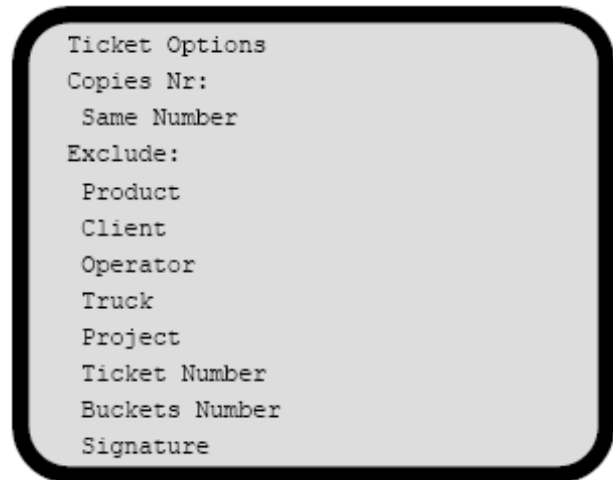 Ticket Options
Copies Nr:
Same Number
Exclude:
Product
Client
Operator
Truck
Project
Ticket Number
Buckets Number
Signature